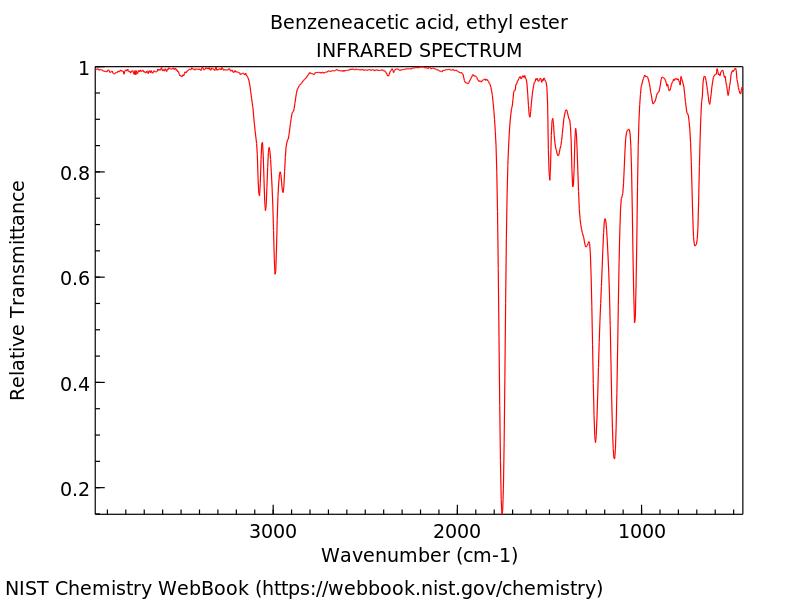 Benzeneacetic acid, ethyl ester
INFRARED SPECTRUM
1
0.8
0.6
0.4
0.2
Relative Transmittance
3000 2000 1000
Wavenumber (cm-1)
NIST Chemistry WebBook (https://webbook.nist.gov/chemistry)